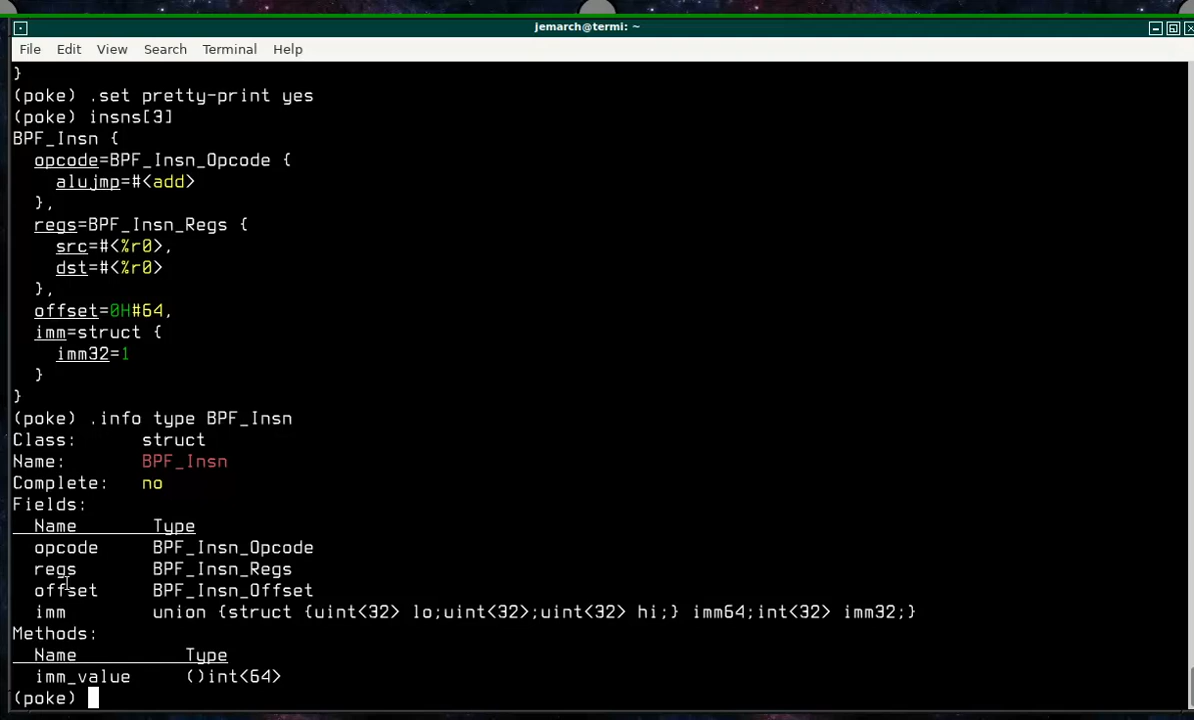 jemarch@termi: ~
File Edit View Search Terminal Help
}
(poke) .set pretty-print yes
(poke) insns[3]
BPF_Insn {
  opcode=BPF_Insn_Opcode {
    alujmp=#<add>
  },
  regs=BPF_Insn_Regs {
    src=#<%r0>,
    dst=#<%r0>
  },
  offset=0H#64,
  imm=struct {
    imm32=1
  }
}
(poke) .info type BPF_Insn
Class:      struct
Name:       BPF_Insn
Complete:   no
Fields:
  Name       Type
  opcode     BPF_Insn_Opcode
  regs       BPF_Insn_Regs
  offset     BPF_Insn_Offset
  imm        union {struct {uint<32> lo;uint<32>;uint<32> hi;} imm64;int<32> imm32;}
Methods:
  Name          Type
  imm_value     ()int<64>
(poke)